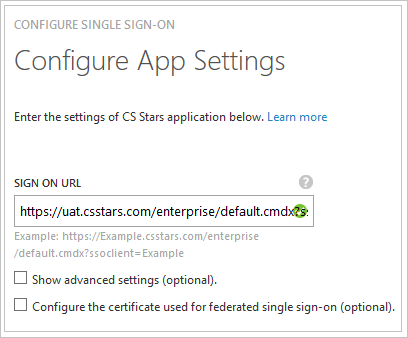 CONFIGURE SINGLE SIGN-ON
Configure App Settings
Enter the settings of CS Stars application below. Learn more
SIGN ON URL ?
https://uat.csstars.com/enterprise/default.cmdx?s
Example: https://Example.csstars.com/enterprise
/default.cmdx?ssoclient=Example
Show advanced settings (optional).
Configure the certificate used for federated single sign-on (optional).